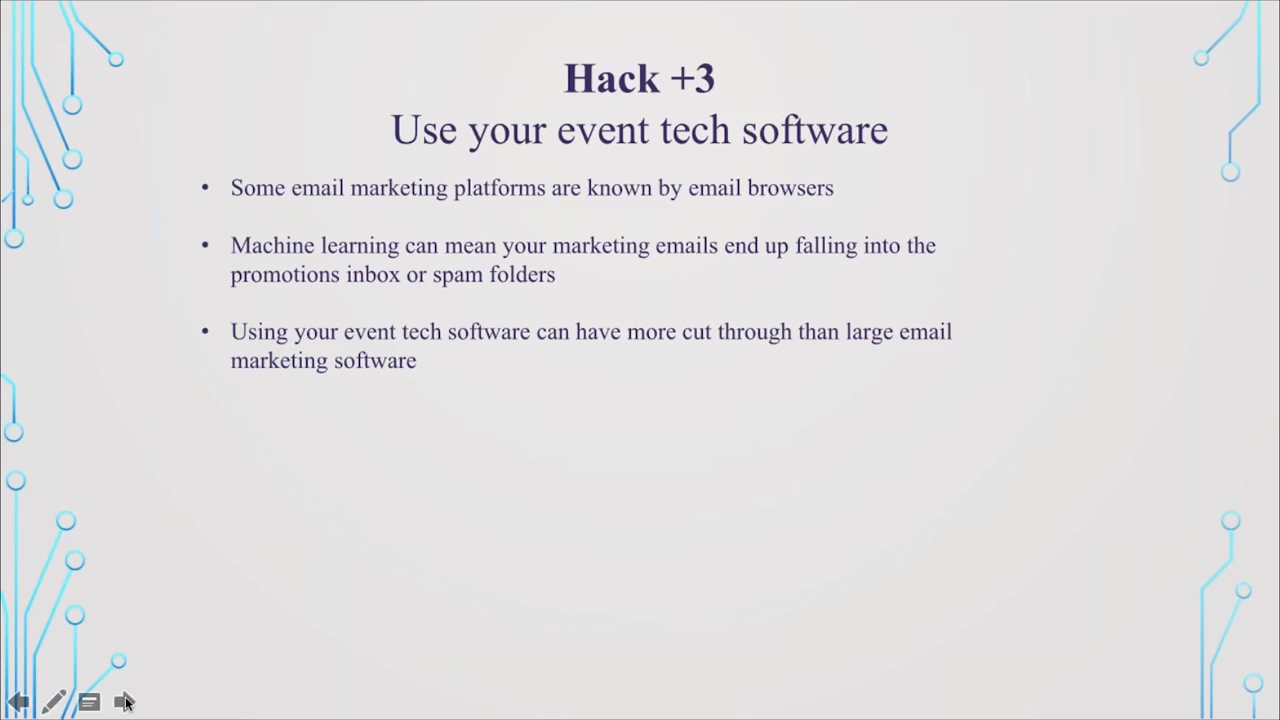 Hack +3
Use your event tech software
• Some email marketing platforms are known by email browsers
• Machine learning can mean your marketing emails end up falling into the
promotions inbox or spam folders
• Using your event tech software can have more cut through than large email
marketing software